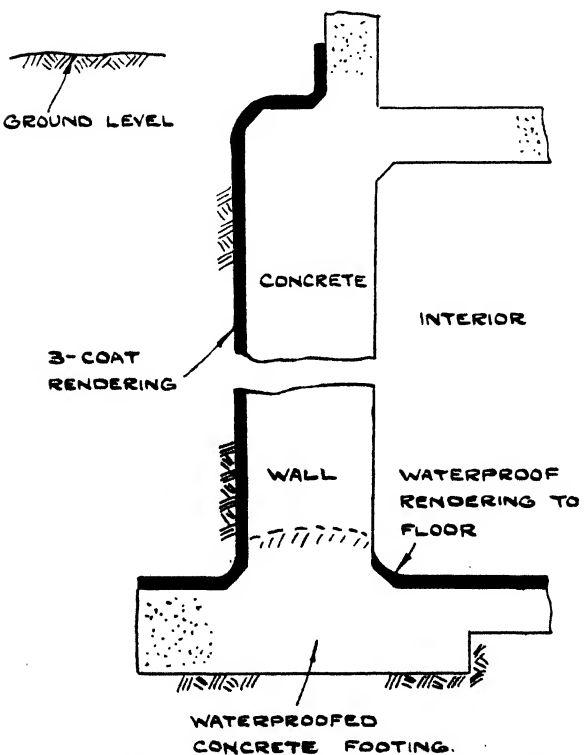 GROUND LEVEL
CONCRETE
INTERIOR
3-COAT
RENDERING
WALL
WATERPROOF
RENDERING TO
FLOOR
WATERPROOFED
CONCRETE FOOTING.